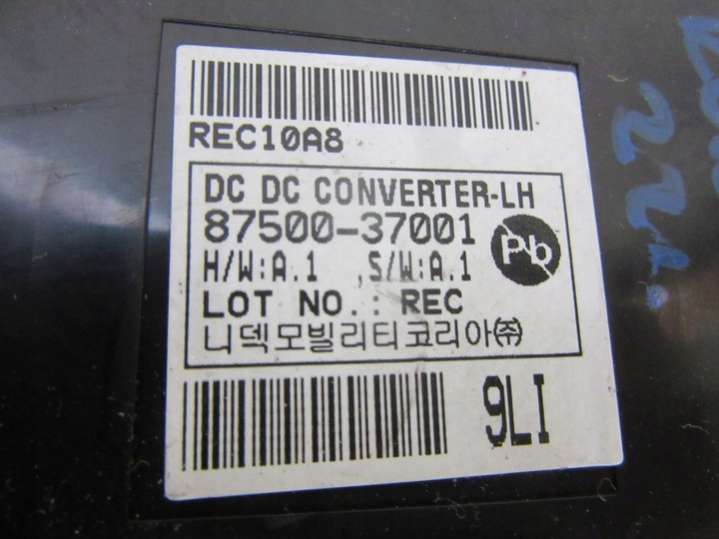 REC10A8
DC DC CONVERTER-LH
87500-37001
Pb
H/W:A.1 ,S/W:A.1
LOT NO.: REC
니덱모빌리티코리아㈜
9LI